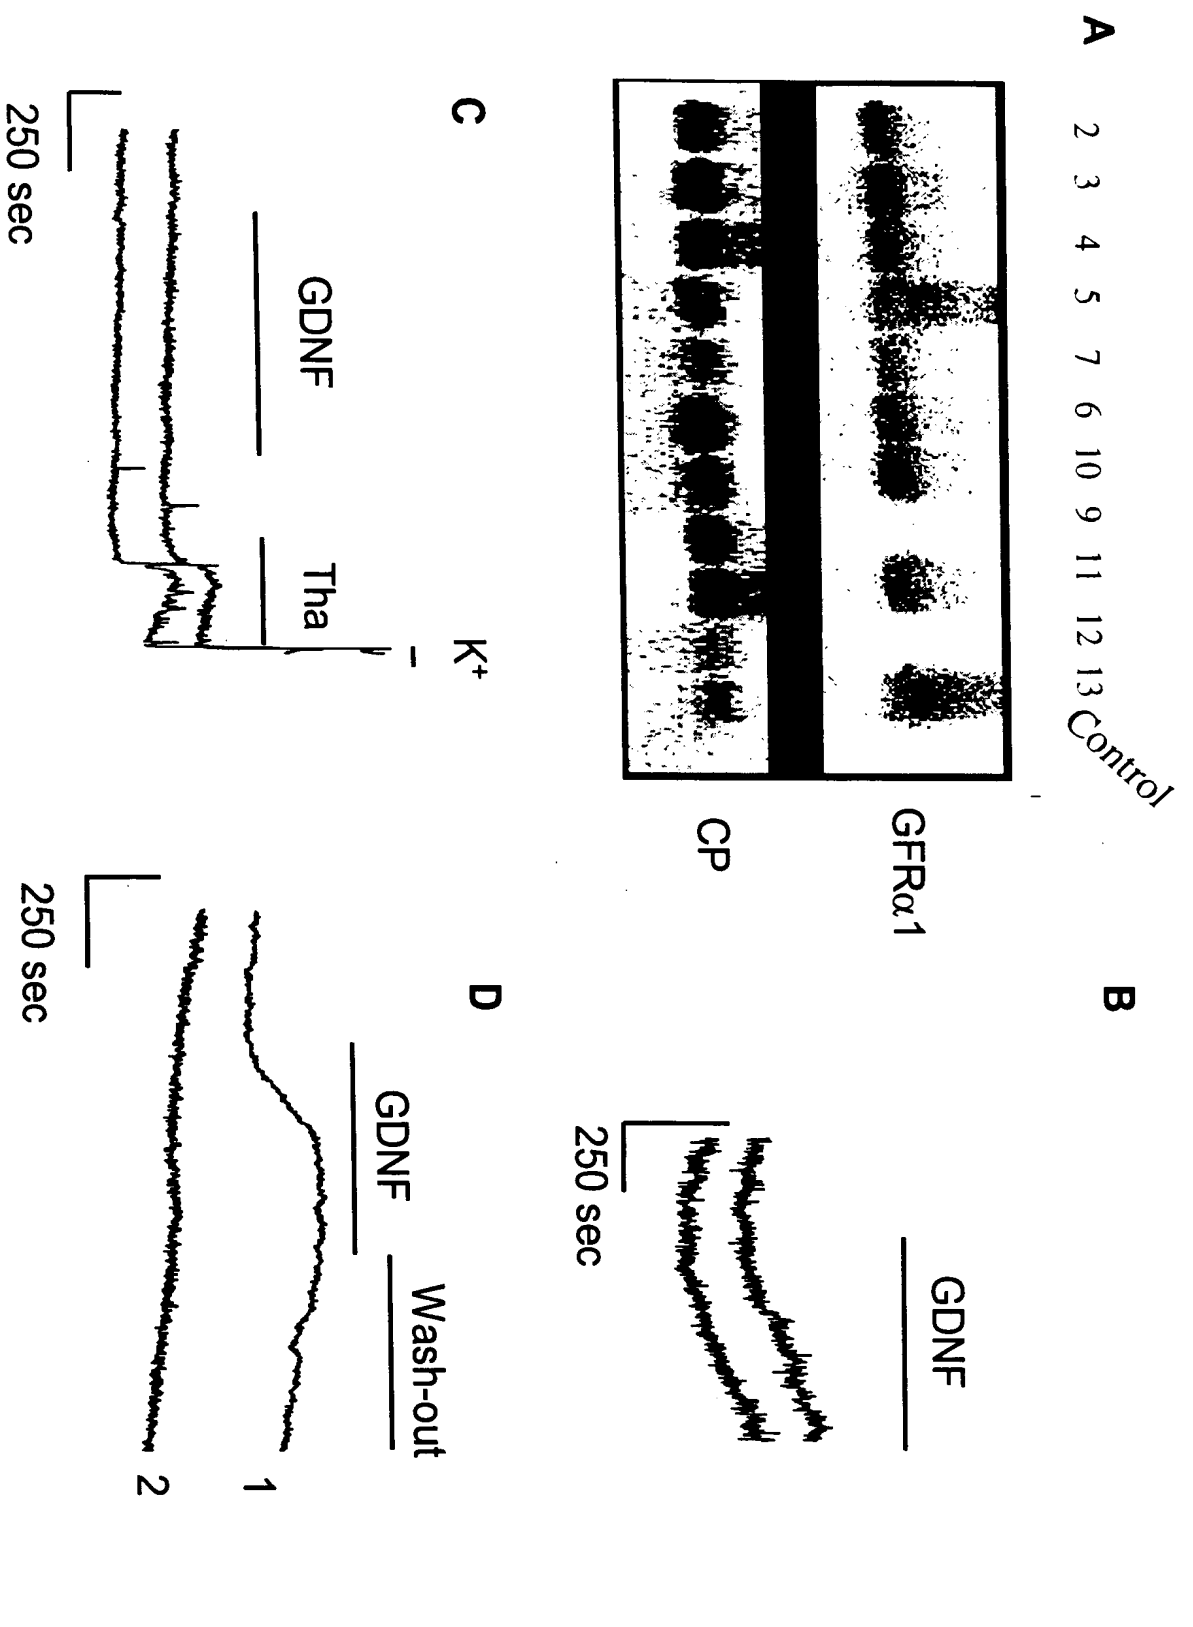 A
2 3 4 5 7 6 10 9 11 12 13 Control
GFRα1
CP
B
GDNF
250 sec
C
GDNF
Tha
K+
250 sec
D
GDNF
Wash-out
1
2
250 sec